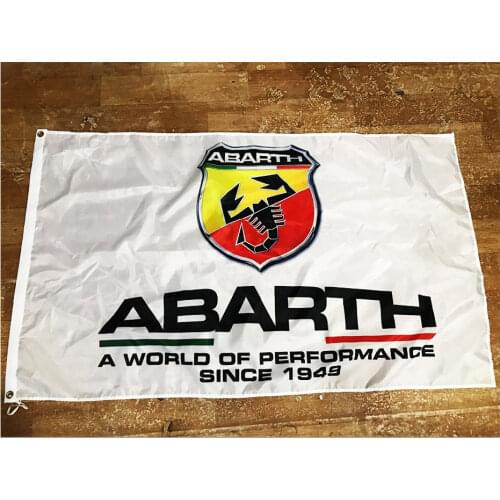 ABARTH
ABARTH
A WORLD OF PERFORMANCE
SINCE 1949